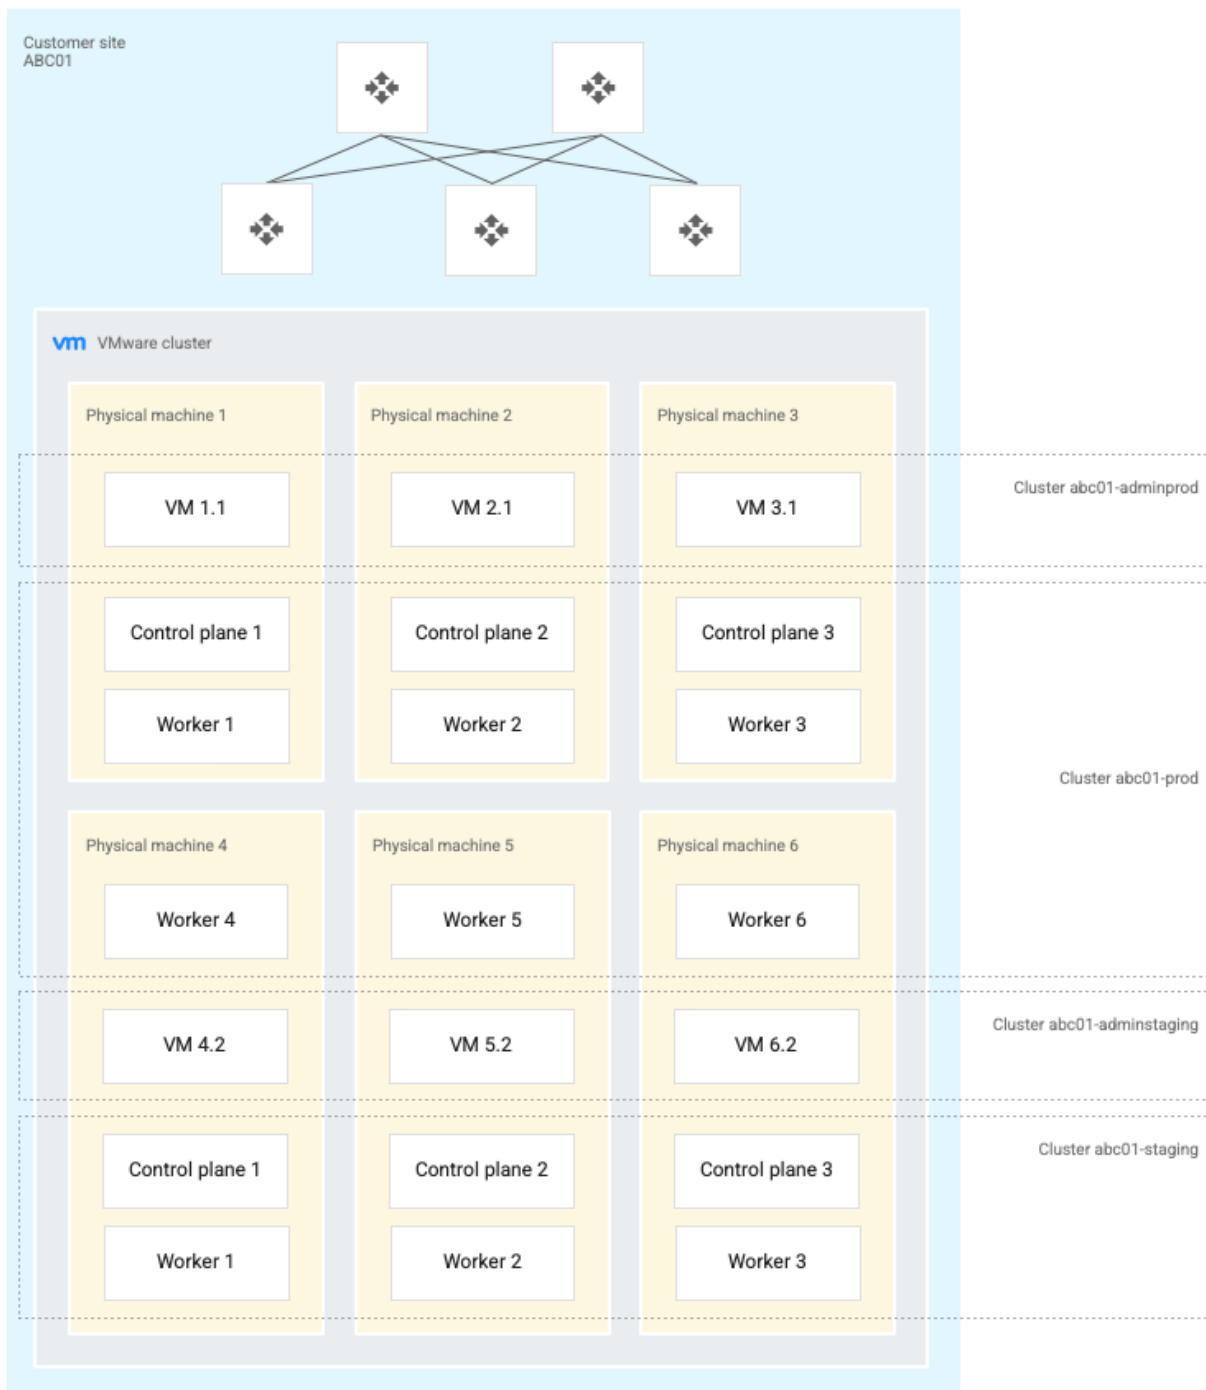 Customer site
ABC01
vm VMware cluster
Physical machine 1
Physical machine 2
Physical machine 3
Cluster abc01-adminprod
VM 1.1
VM 2.1
VM 3.1
Control plane 1
Control plane 2
Control plane 3
Worker 1
Worker 2
Worker 3
Cluster abc01-prod
Physical machine 4
Physical machine 5
Physical machine 6
Worker 4
Worker 5
Worker 6
Cluster abc01-adminstaging
VM 4.2
VM 5.2
VM 6.2
Cluster abc01-staging
Control plane 1
Control plane 2
Control plane 3
Worker 1
Worker 2
Worker 3